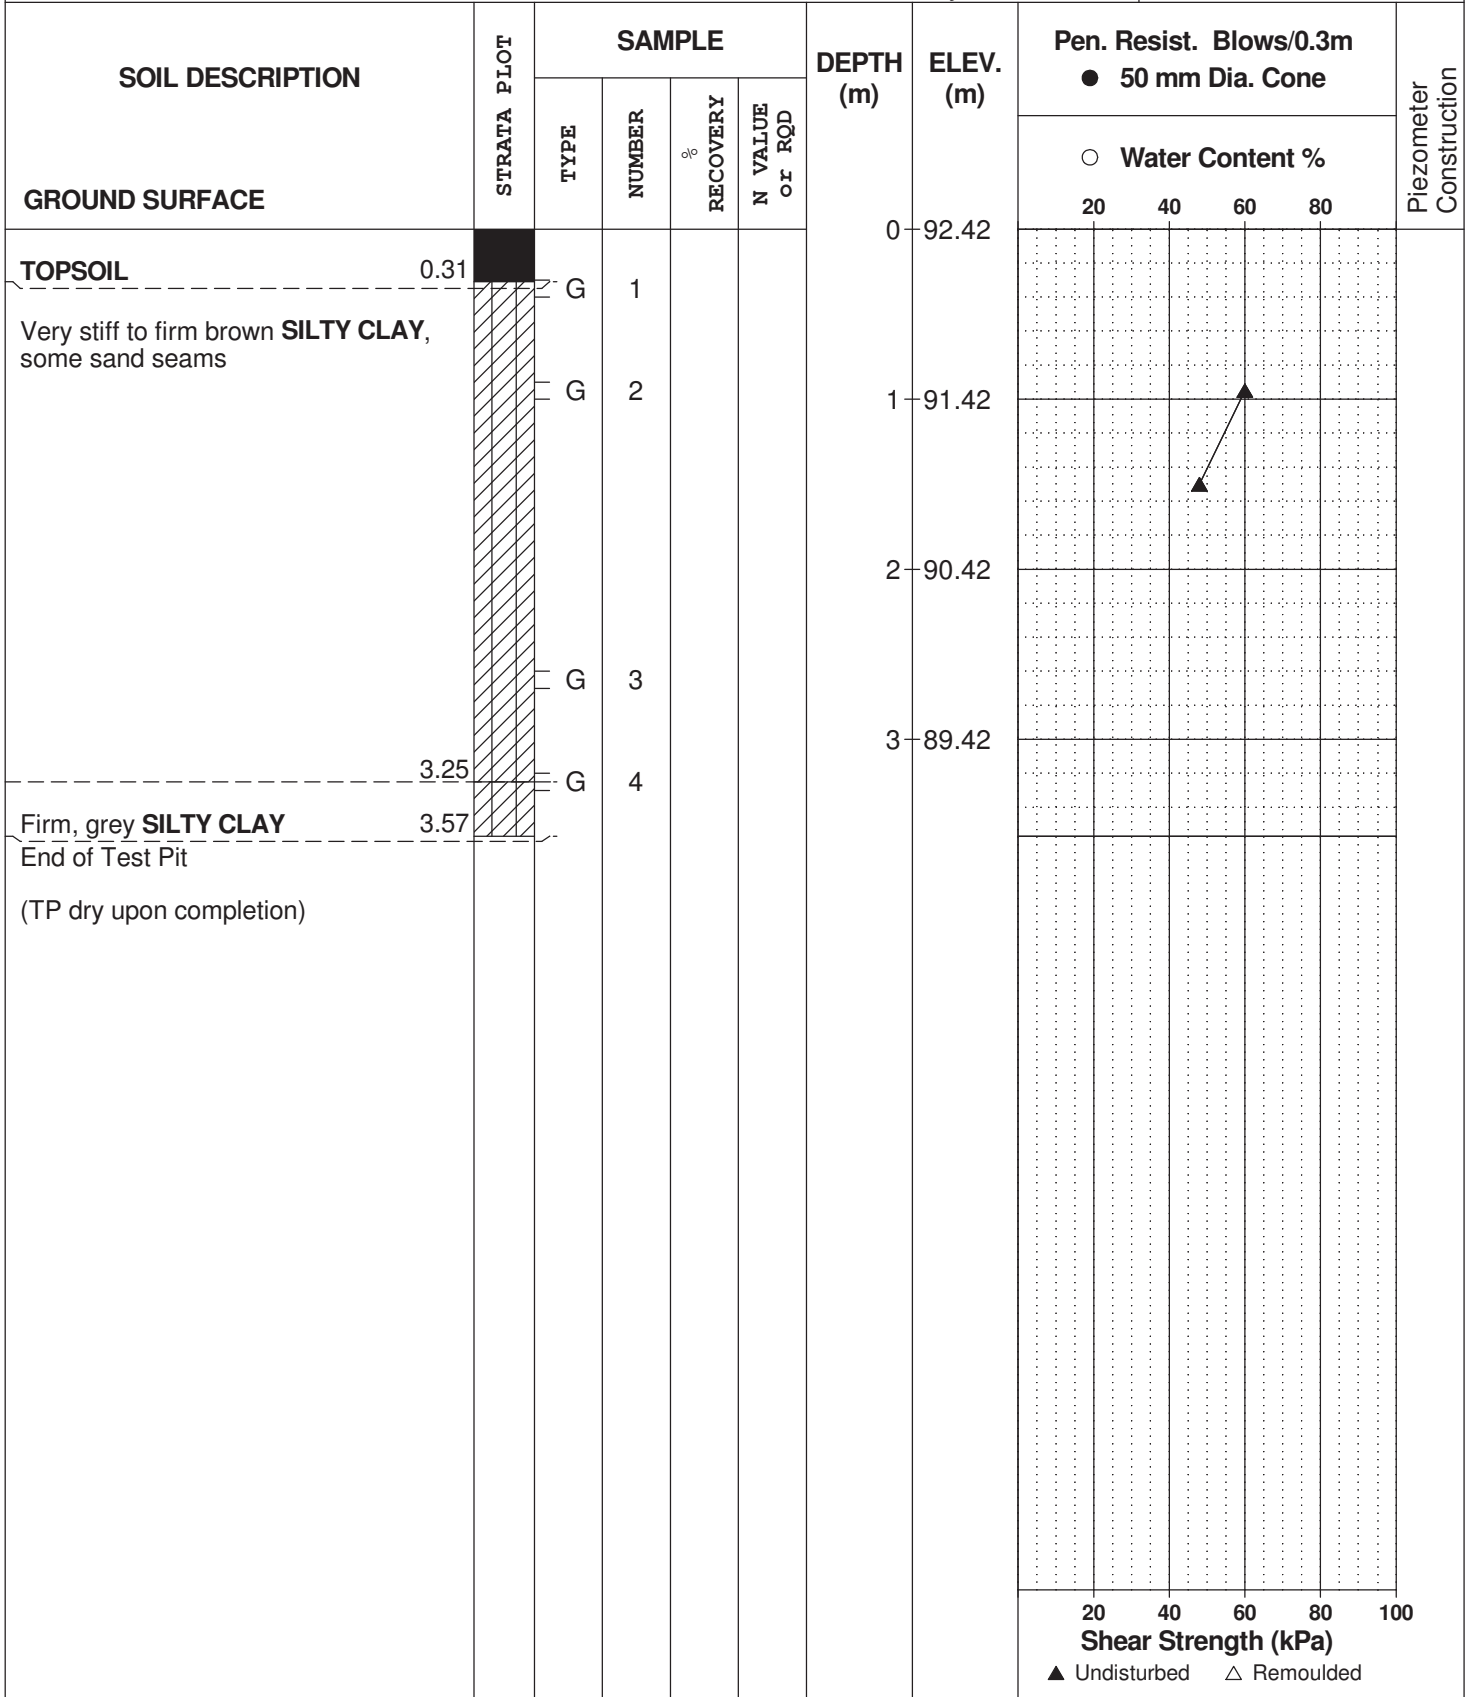 SOIL DESCRIPTION
GROUND SURFACE
STRATA PLOT
SAMPLE
TYPE
NUMBER
%
RECOVERY
N VALUE
or RQD
DEPTH
(m)
ELEV.
(m)
Pen. Resist. Blows/0.3m
● 50 mm Dia. Cone
○ Water Content %
20 40 60 80
Piezometer
Construction
0 92.42
TOPSOIL 0.31
G 1
Very stiff to firm brown SILTY CLAY,
some sand seams
G 2
1 91.42
2 90.42
G 3
3 89.42
3.25
G 4
Firm, grey SILTY CLAY 3.57
End of Test Pit
(TP dry upon completion)
20 40 60 80 100
Shear Strength (kPa)
▲ Undisturbed △ Remoulded